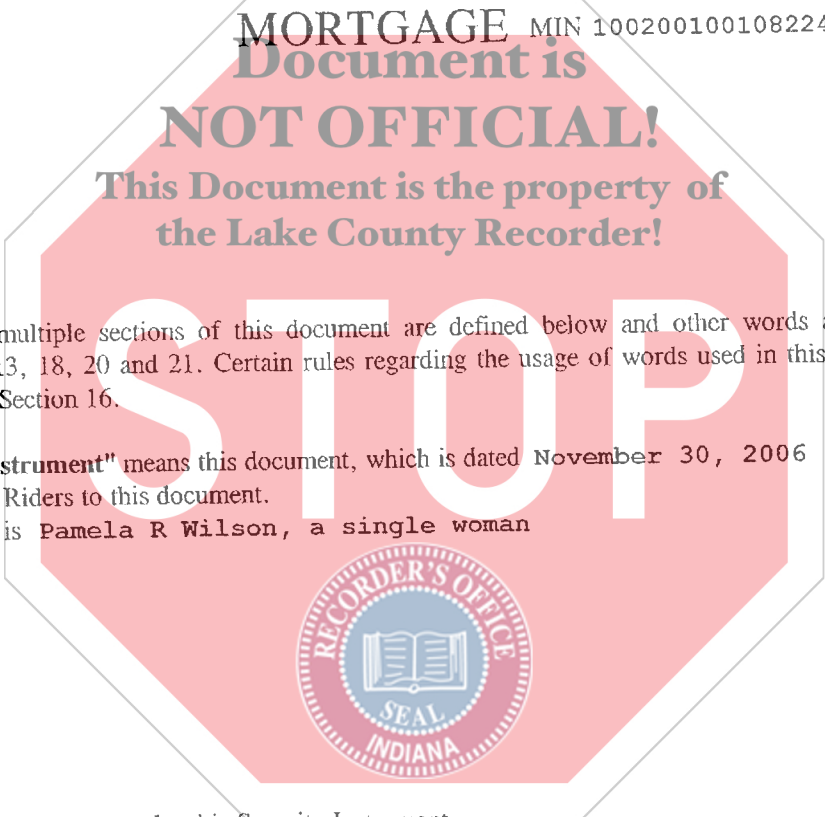 MORTGAGE MIN 100200100108224
Document is
NOT OFFICIAL!
This Document is the property of
the Lake County Recorder!
STOP
multiple sections of this document are defined below and other words
3, 18, 20 and 21. Certain rules regarding the usage of words used in this
Section 16.
strument" means this document, which is dated November 30, 2006
Riders to this document.
is Pamela R Wilson, a single woman
RECORDER'S OFFICE
SEAL
INDIANA